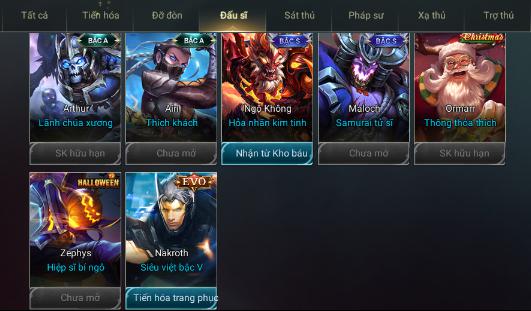 Tất cả Tiến hóa Đỡ đòn Đấu sĩ Sát thủ Pháp sư Xạ thủ Trợ thủ
BẬC A BẬC A BẬC S BẬC S Christmas
Arthur Airi Ngộ Không Maloch Ormarr
Lãnh chúa xương Thích khách Hỏa nhãn kim tinh Samurai tử sĩ Thông thỏa thích
SK hữu hạn Chưa mở Nhận từ Kho báu Chưa mở SK hữu hạn
HALLOWEEN EVO
Zephys Nakroth
Hiệp sĩ bí ngô Siêu việt bậc V
Chưa mở Tiến hóa trang phục